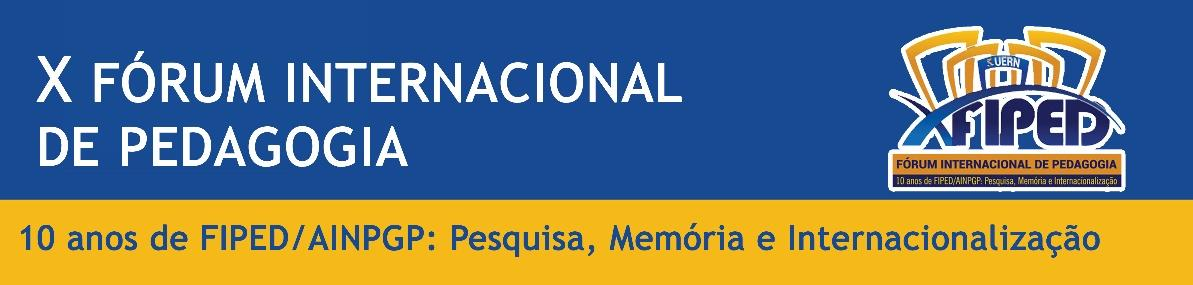 X FÓRUM INTERNACIONAL
DE PEDAGOGIA
UERN
XFIPED
FÓRUM INTERNACIONAL DE PEDAGOGIA
10 anos de FIPED/AINPGP: Pesquisa, Memória e Internacionalização
10 anos de FIPED/AINPGP: Pesquisa, Memória e Internacionalização